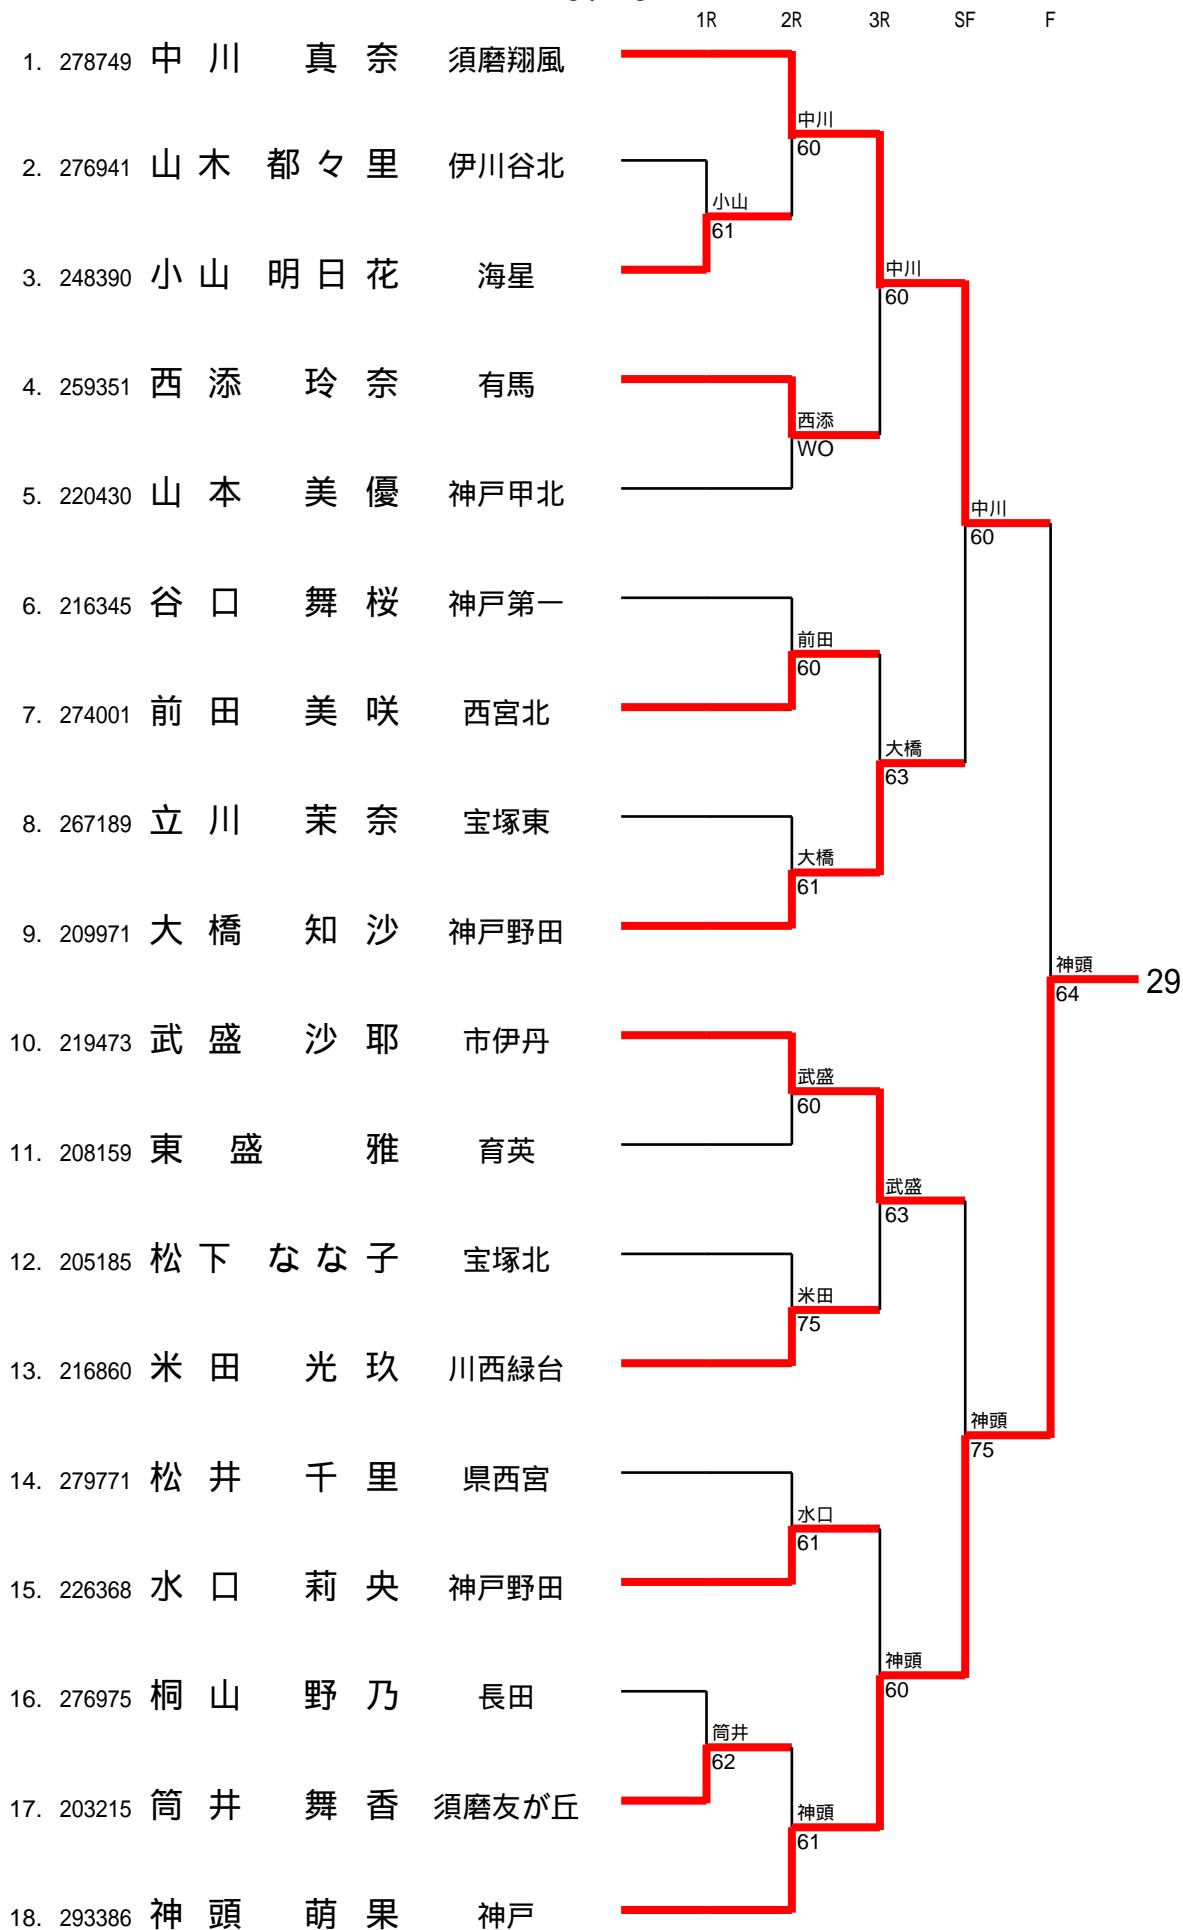 1R 2R 3R SF F
1. 278749 中川 真奈 須磨翔風
中川
60
2. 276941 山木 都々里 伊川谷北
小山
61
3. 248390 小山 明日花 海星
中川
60
4. 259351 西添 玲奈 有馬
西添
WO
5. 220430 山本 美優 神戸甲北
中川
60
6. 216345 谷口 舞桜 神戸第一
前田
60
7. 274001 前田 美咲 西宮北
大橋
63
8. 267189 立川 茉奈 宝塚東
大橋
61
9. 209971 大橋 知沙 神戸野田
神頭
64
29
10. 219473 武盛 沙耶 市伊丹
武盛
60
11. 208159 東盛 雅 育英
武盛
63
12. 205185 松下 なな子 宝塚北
米田
75
13. 216860 米田 光玖 川西緑台
神頭
75
14. 279771 松井 千里 県西宮
水口
61
15. 226368 水口 莉央 神戸野田
神頭
60
16. 276975 桐山 野乃 長田
筒井
62
17. 203215 筒井 舞香 須磨友が丘
神頭
61
18. 293386 神頭 萌果 神戸